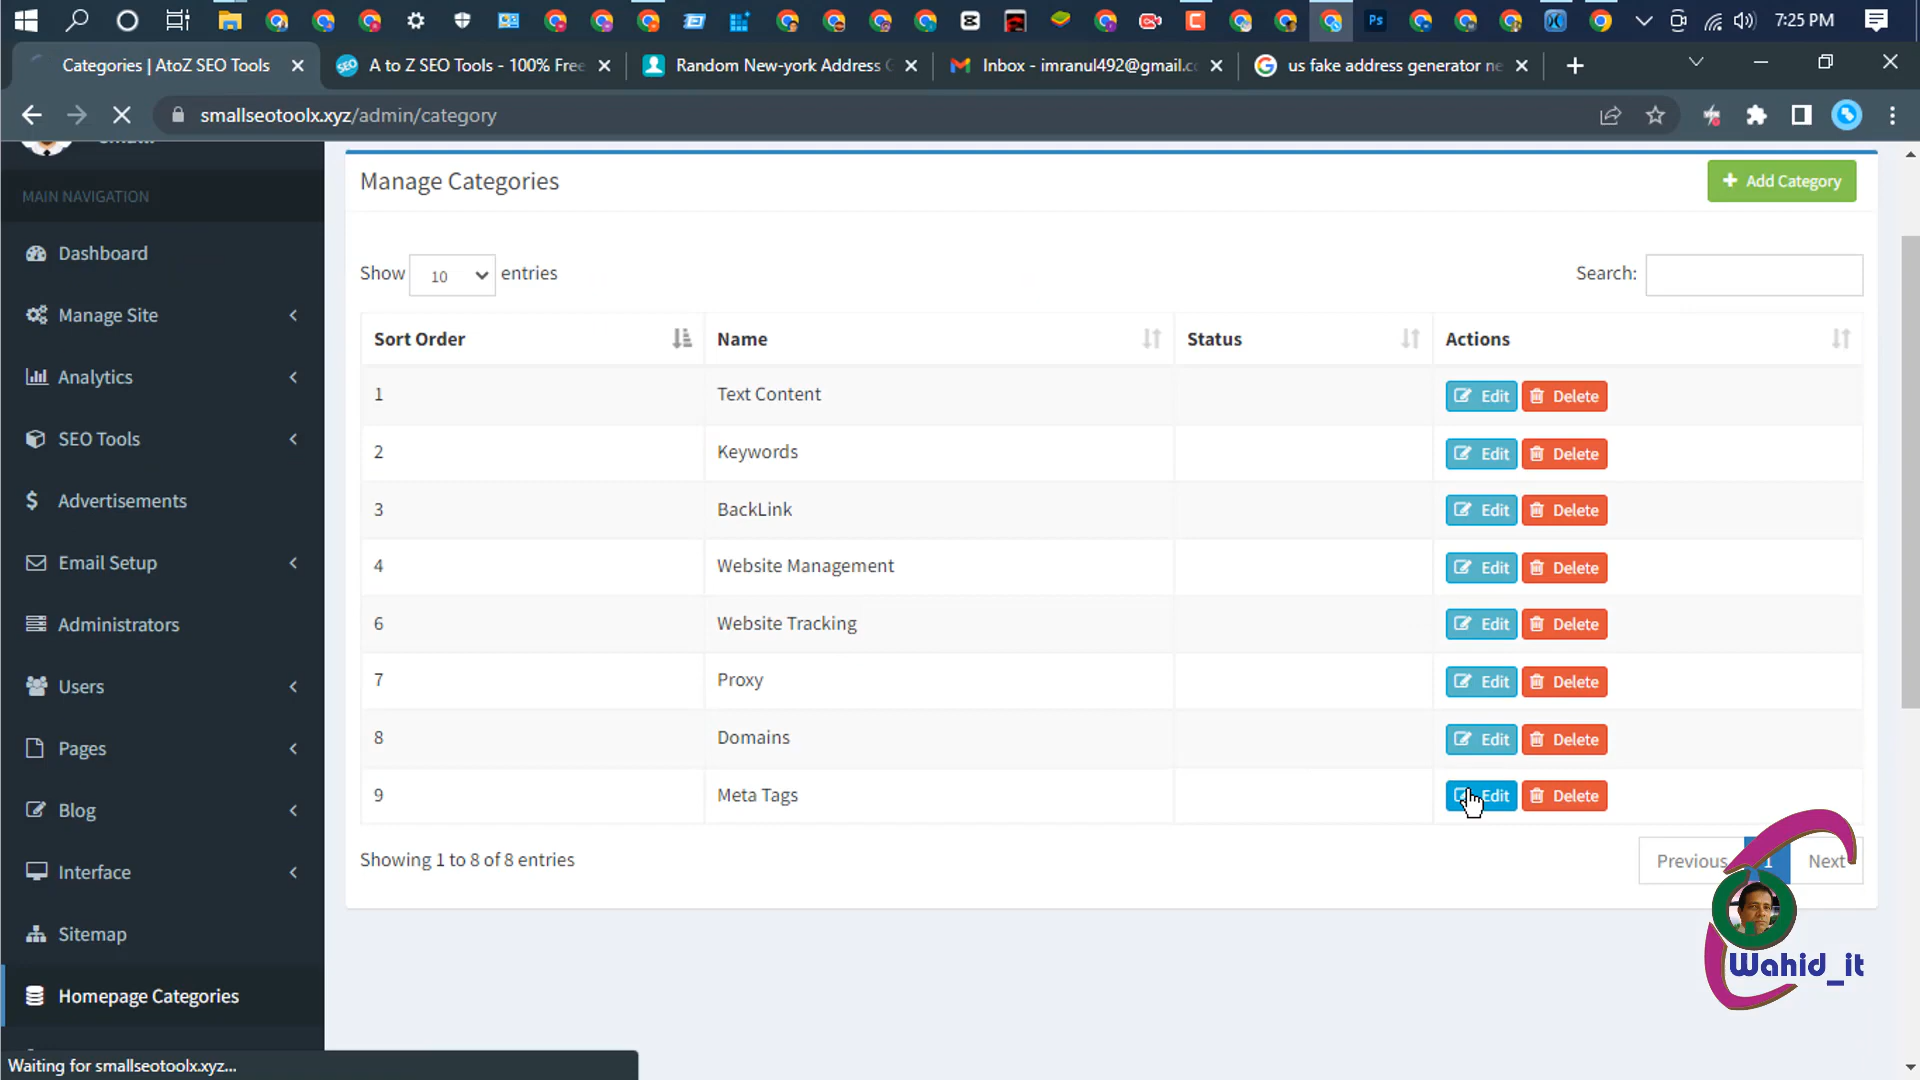 7:25 PM
Categories | AtoZ SEO Tools
A to Z SEO Tools - 100% Free
Random New-york Address G
Inbox - imranul492@gmail.c
us fake address generator ne
smallseotoolx.xyz/admin/category
MAIN NAVIGATION
Dashboard
Manage Site
Analytics
SEO Tools
Advertisements
Email Setup
Administrators
Users
Pages
Blog
Interface
Sitemap
Homepage Categories
Waiting for smallseotoolx.xyz...
Manage Categories
Add Category
Show 10 entries
Search:
Sort Order Name Status Actions
1 Text Content Edit Delete
2 Keywords Edit Delete
3 BackLink Edit Delete
4 Website Management Edit Delete
6 Website Tracking Edit Delete
7 Proxy Edit Delete
8 Domains Edit Delete
9 Meta Tags Edit Delete
Showing 1 to 8 of 8 entries
Previous 1 Next
Wahid_it